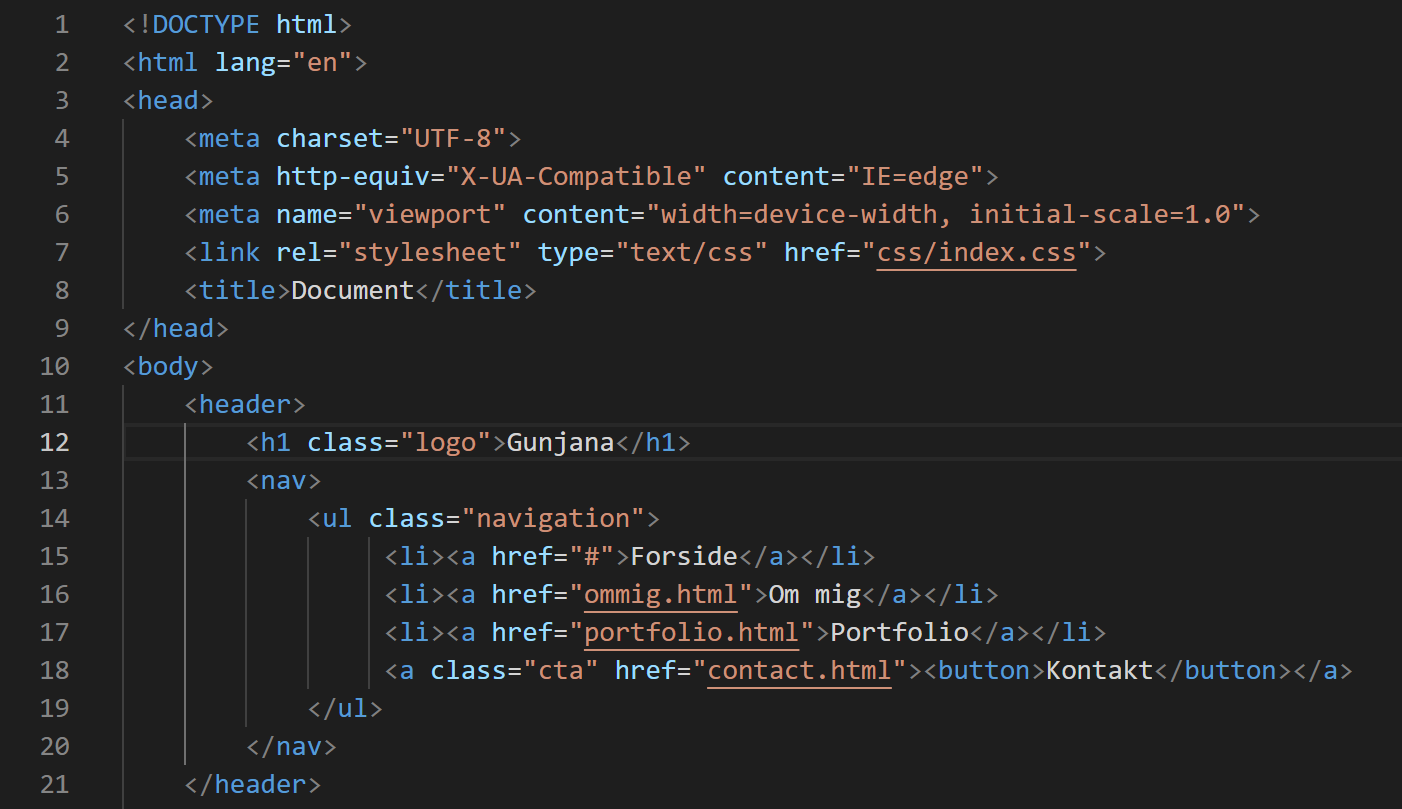 1 <!DOCTYPE html>
2 <html lang="en">
3 <head>
4     <meta charset="UTF-8">
5     <meta http-equiv="X-UA-Compatible" content="IE=edge">
6     <meta name="viewport" content="width=device-width, initial-scale=1.0">
7     <link rel="stylesheet" type="text/css" href="css/index.css">
8     <title>Document</title>
9 </head>
10 <body>
11     <header>
12         <h1 class="logo">Gunjana</h1>
13         <nav>
14             <ul class="navigation">
15                  <li><a href="#">Forside</a></li>
16                  <li><a href="ommig.html">Om mig</a></li>
17                  <li><a href="portfolio.html">Portfolio</a></li>
18                  <a class="cta" href="contact.html"><button>Kontakt</button></a>
19             </ul>
20         </nav>
21     </header>